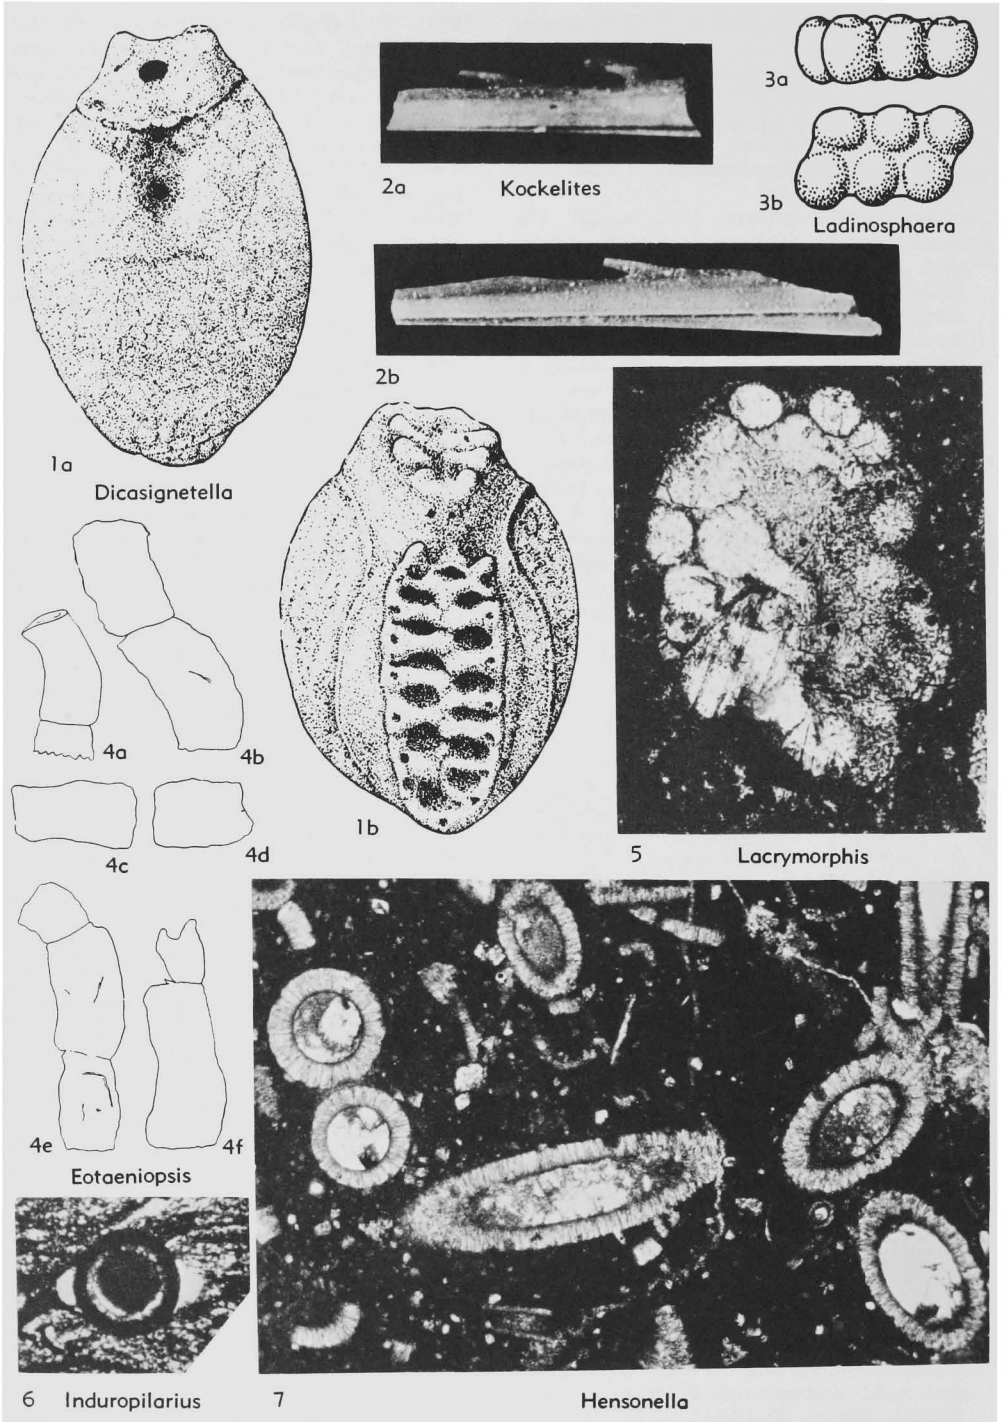 3a
2a Kockelites
3b
Ladinosphaera
2b
1a
Dicasignetella
4a 4b
1b
4c 4d
5 Lacrymorphis
4e 4f
Eotaeniopsis
6 Induropilarius
7 Hensonella